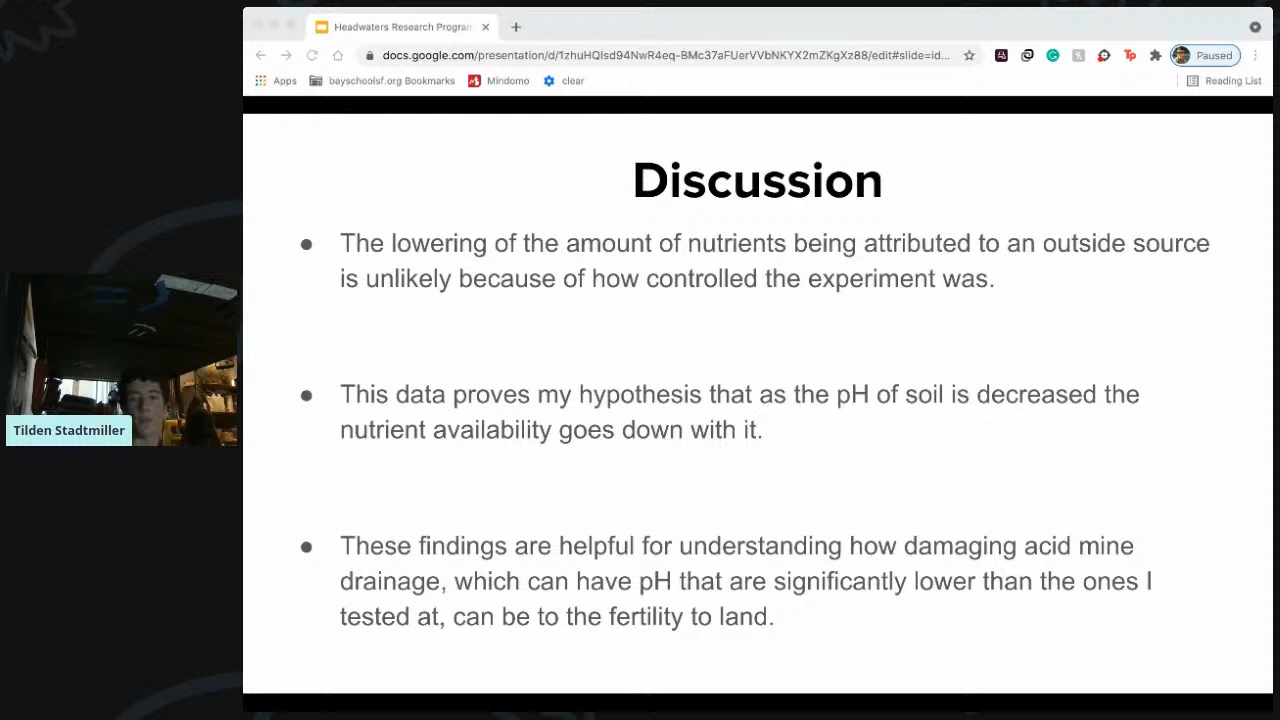 Headwaters Research Program
docs.google.com/presentation/d/1zhuHQlsd94NwR4eq-BMc37aFUerVVbNKYX2mZKgXz88/edit#slide=id...
Paused
Apps
bayschoolsf.org Bookmarks
Mindomo
clear
Reading List
Discussion
● The lowering of the amount of nutrients being attributed to an outside source
is unlikely because of how controlled the experiment was.
● This data proves my hypothesis that as the pH of soil is decreased the
nutrient availability goes down with it.
● These findings are helpful for understanding how damaging acid mine
drainage, which can have pH that are significantly lower than the ones I
tested at, can be to the fertility to land.
Tilden Stadtmiller